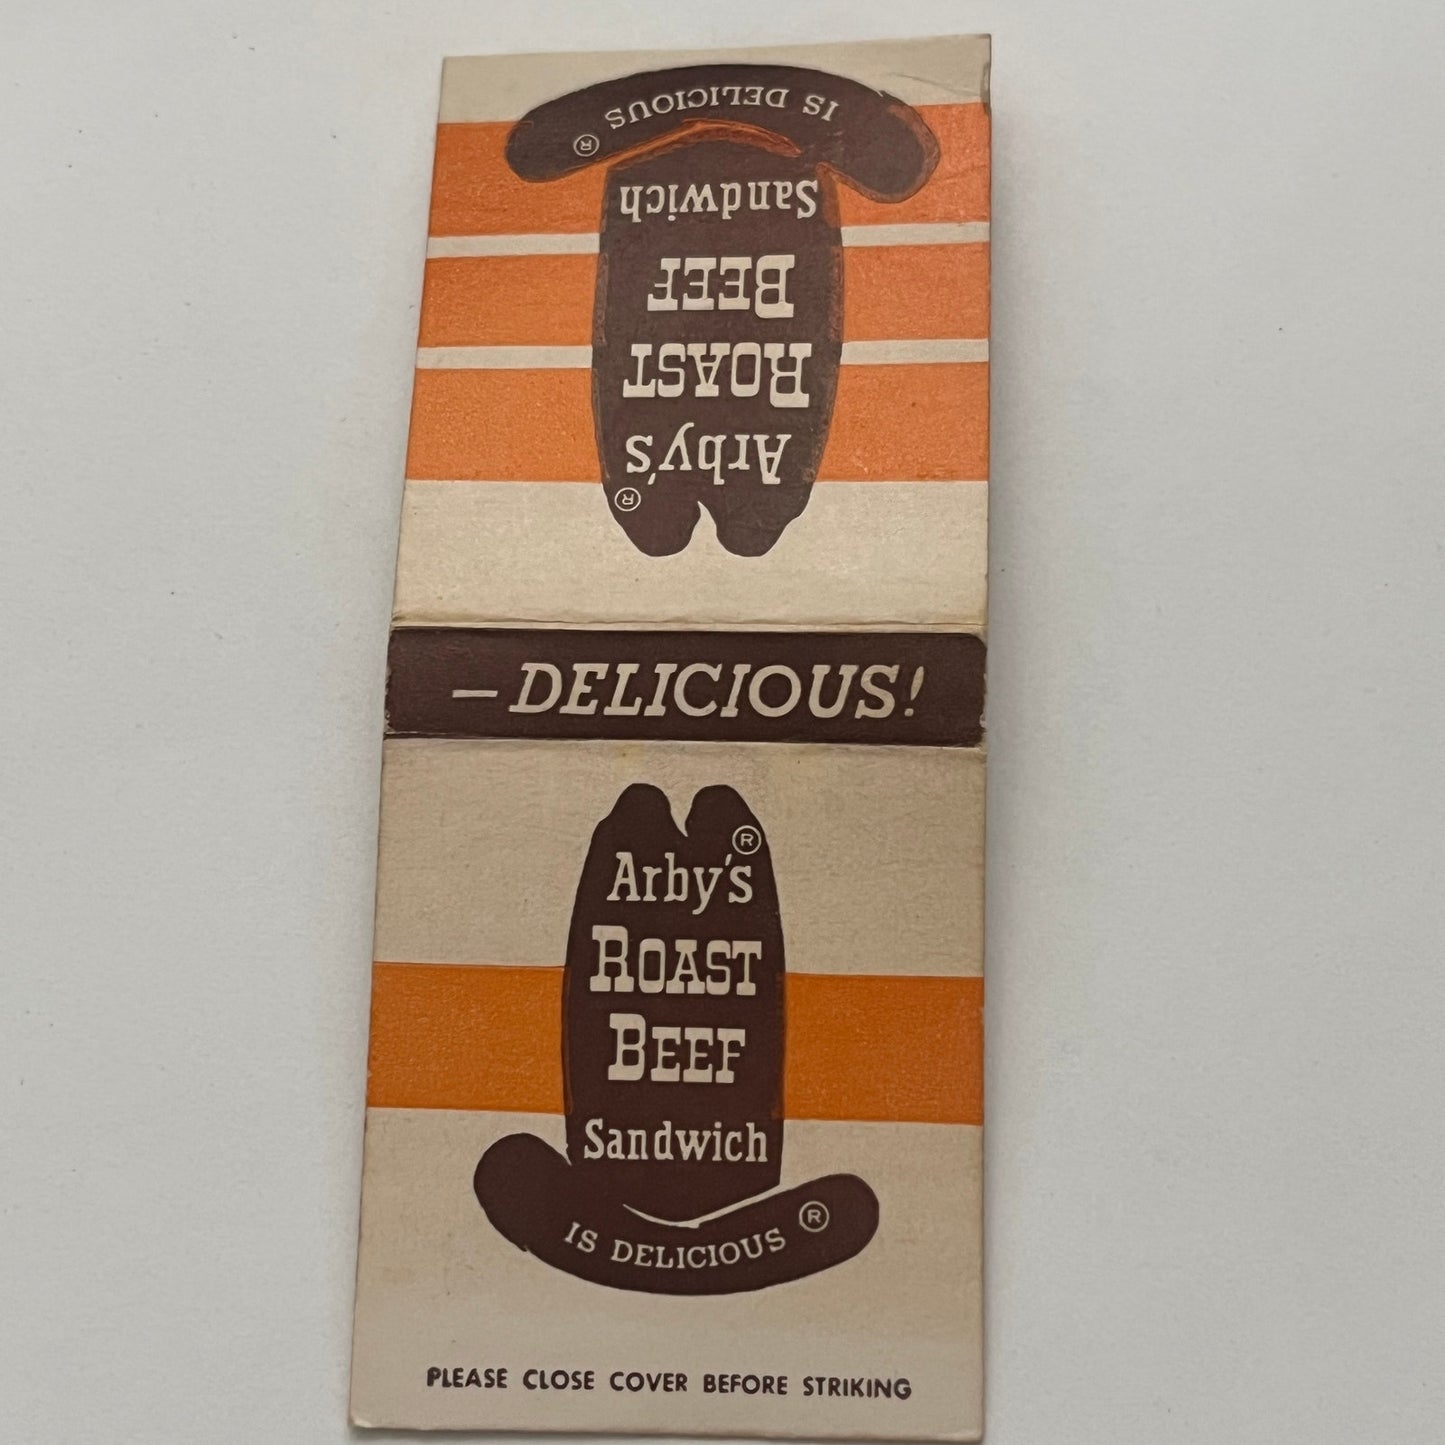 Arby's ®
ROAST
BEEF
Sandwich
IS DELICIOUS ®
— DELICIOUS!
Arby's ®
ROAST
BEEF
Sandwich
IS DELICIOUS ®
PLEASE CLOSE COVER BEFORE STRIKING